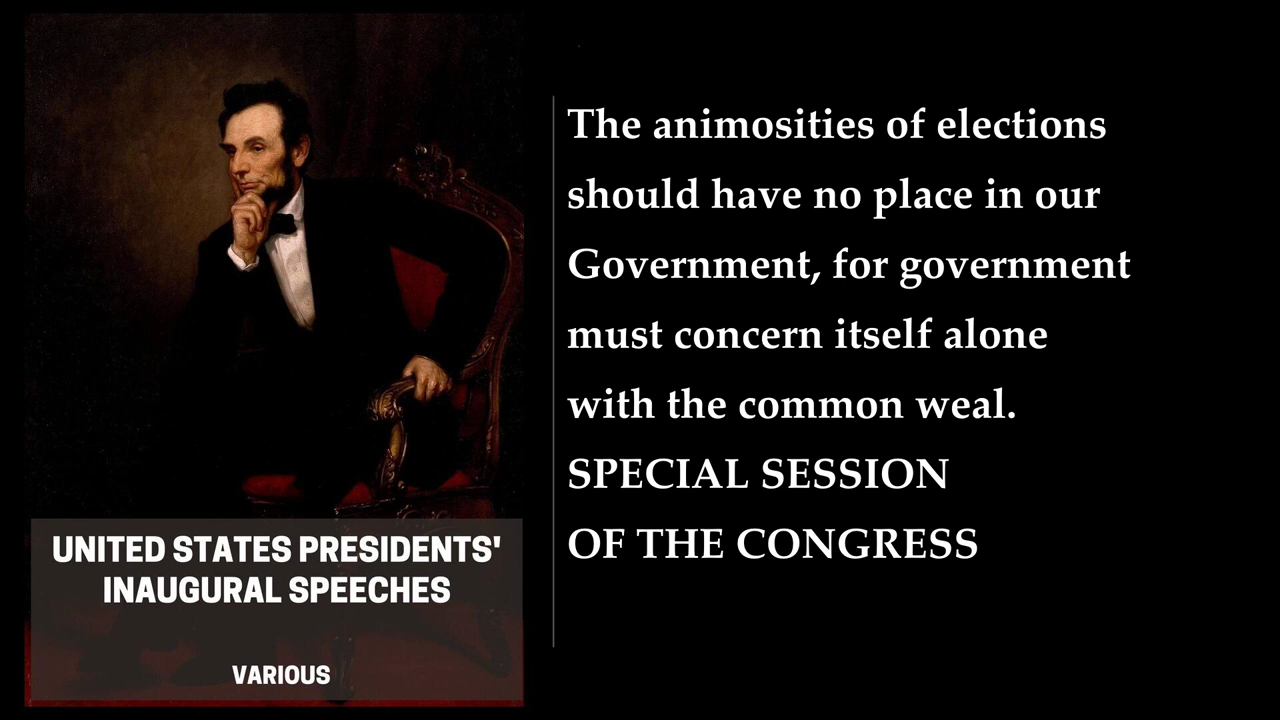 UNITED STATES PRESIDENTS'
INAUGURAL SPEECHES
VARIOUS
The animosities of elections
should have no place in our
Government, for government
must concern itself alone
with the common weal.
SPECIAL SESSION
OF THE CONGRESS